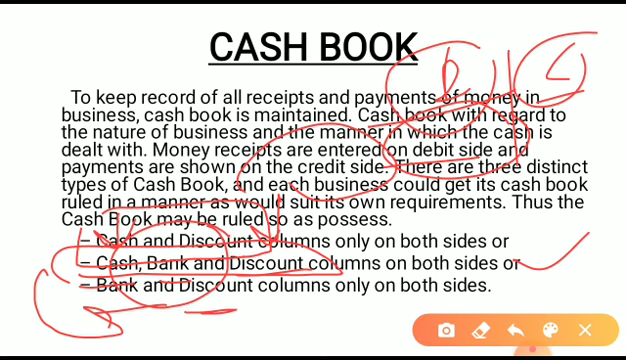 CASH BOOK
To keep record of all receipts and payments of money in
business, cash book is maintained. Cash book with regard to
the nature of business and the manner in which the cash is
dealt with. Money receipts are entered on debit side and
payments are shown on the credit side. There are three distinct
types of Cash Book, and each business could get its cash book
ruled in a manner as would suit its own requirements. Thus the
Cash Book may be ruled so as possess.
– Cash and Discount columns only on both sides or
– Cash, Bank and Discount columns on both sides or
– Bank and Discount columns only on both sides.